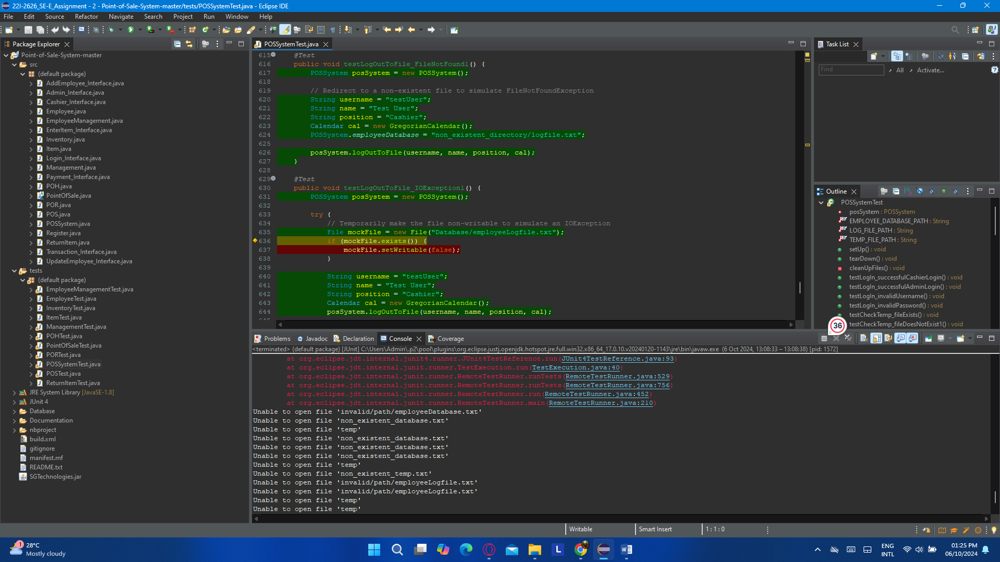 22I-2626_SE-E_Assignment - 2 - Point-of-Sale-System-master/tests/POSSystemTest.java - Eclipse IDE
File Edit Source Refactor Navigate Search Project Run Window Help
Package Explorer
Point-of-Sale-System-master
src
(default package)
AddEmployee_Interface.java
Admin_Interface.java
Cashier_Interface.java
Employee.java
EmployeeManagement.java
EnterItem_Interface.java
Inventory.java
Item.java
Login_Interface.java
Management.java
Payment_Interface.java
POH.java
PointOfSale.java
POR.java
POS.java
POSSystem.java
Register.java
ReturnItem.java
Transaction_Interface.java
UpdateEmployee_Interface.java
tests
(default package)
EmployeeManagementTest.java
EmployeeTest.java
InventoryTest.java
ItemTest.java
ManagementTest.java
POHTest.java
PointOfSaleTest.java
PORTest.java
POSSystemTest.java
POSTest.java
ReturnItemTest.java
JRE System Library [JavaSE-1.8]
JUnit 4
Database
Documentation
nbproject
build.xml
gitignore
manifest.mf
README.txt
SGTechnologies.jar
POSSystemTest.java
615 @Test
616 public void testLogOutToFile_FileNotFound1() {
617 POSSystem posSystem = new POSSystem();
618
619 // Redirect to a non-existent file to simulate FileNotFoundException
620 String username = "testUser";
621 String name = "Test User";
622 String position = "Cashier";
623 Calendar cal = new GregorianCalendar();
624 POSSystem.employeeDatabase = "non_existent_directory/logfile.txt";
625
626 posSystem.logOutToFile(username, name, position, cal);
627 }
628
629 @Test
630 public void testLogOutToFile_IOException1() {
631 POSSystem posSystem = new POSSystem();
632
633 try {
634 // Temporarily make the file non-writable to simulate an IOException
635 File mockFile = new File("Database/employeeLogfile.txt");
636 if (mockFile.exists()) {
637 mockFile.setWritable(false);
638 }
639
640 String username = "testUser";
641 String name = "Test User";
642 String position = "Cashier";
643 Calendar cal = new GregorianCalendar();
644 posSystem.logOutToFile(username, name, position, cal);
Task List
Find All Activate...
Outline
POSSystemTest
posSystem : POSSystem
EMPLOYEE_DATABASE_PATH : String
LOG_FILE_PATH : String
TEMP_FILE_PATH : String
setUp() : void
tearDown() : void
cleanUpFiles() : void
testLogIn_successfulCashierLogin() : void
testLogIn_successfulAdminLogin() : void
testLogIn_invalidUsername() : void
testLogIn_invalidPassword() : void
testCheckTemp_fileExists() : void
testCheckTemp_fileDoesNotExist1() : void
36
Problems Javadoc Declaration Console Coverage
<terminated> (default package) [JUnit] C:\Users\Admin\.p2\pool\plugins\org.eclipse.justj.openjdk.hotspot.jre.full.win32.x86_64_17.0.10.v20240120-1143\jre\bin\javaw.exe (6 Oct 2024, 13:08:33 – 13:08:38) [pid: 1572]
at org.eclipse.jdt.internal.junit4.runner.JUnit4TestReference.run(JUnit4TestReference.java:93)
at org.eclipse.jdt.internal.junit.runner.TestExecution.run(TestExecution.java:40)
at org.eclipse.jdt.internal.junit.runner.RemoteTestRunner.runTests(RemoteTestRunner.java:529)
at org.eclipse.jdt.internal.junit.runner.RemoteTestRunner.runTests(RemoteTestRunner.java:756)
at org.eclipse.jdt.internal.junit.runner.RemoteTestRunner.run(RemoteTestRunner.java:452)
at org.eclipse.jdt.internal.junit.runner.RemoteTestRunner.main(RemoteTestRunner.java:210)
Unable to open file 'invalid/path/employeeDatabase.txt'
Unable to open file 'non_existent_database.txt'
Unable to open file 'temp'
Unable to open file 'non_existent_database.txt'
Unable to open file 'non_existent_database.txt'
Unable to open file 'non_existent_database.txt'
Unable to open file 'temp'
Unable to open file 'non_existent_temp.txt'
Unable to open file 'invalid/path/employeeLogfile.txt'
Unable to open file 'invalid/path/employeeLogfile.txt'
Unable to open file 'temp'
Unable to open file 'temp'
Writable Smart Insert 1 : 1 : 0
1
28°C
Mostly cloudy
L
ENG
INTL
01:25 PM
06/10/2024